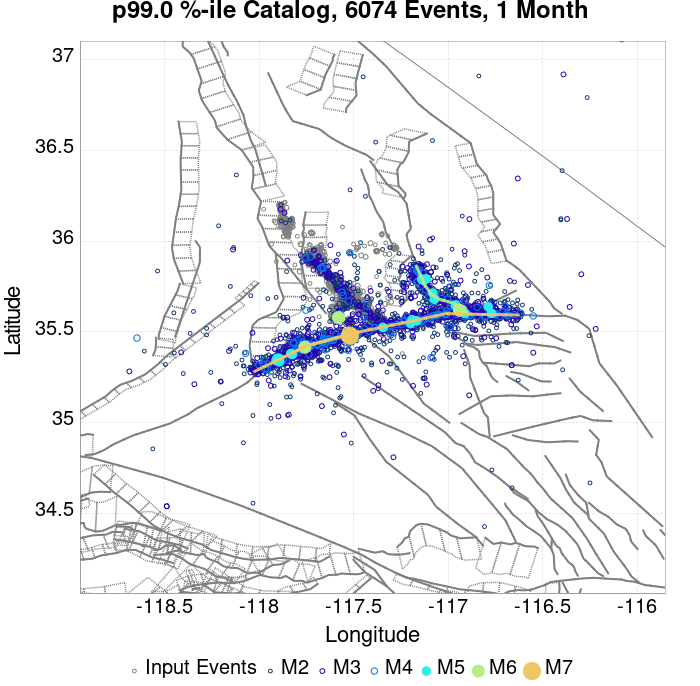 p99.0 %-ile Catalog, 6074 Events, 1 Month
37
36.5
36
35.5
35
34.5
Latitude
-118.5 -118 -117.5 -117 -116.5 -116
Longitude
Input Events M2 M3 M4 M5 M6 M7